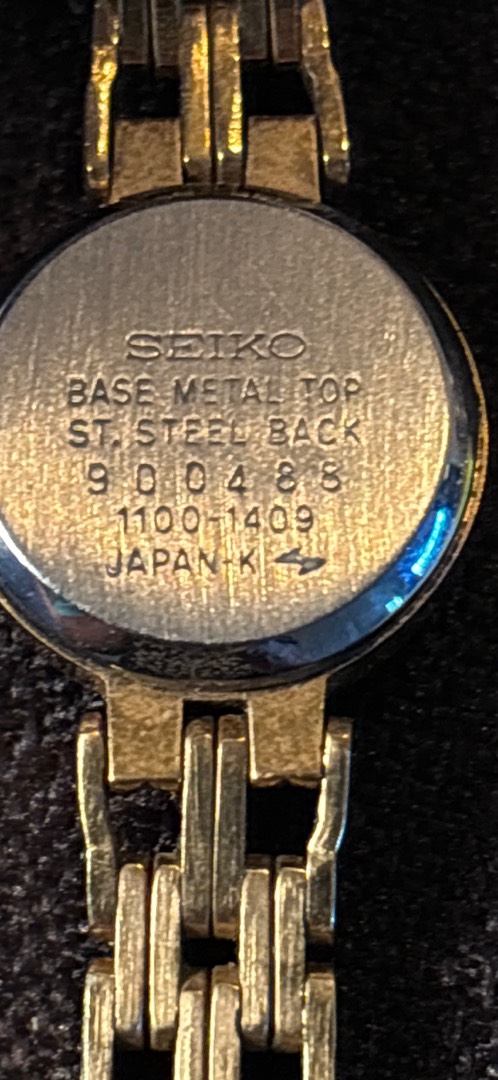 SEIKO
BASE METAL TOP
ST. STEEL BACK
900488
1100-1409
JAPAN-K